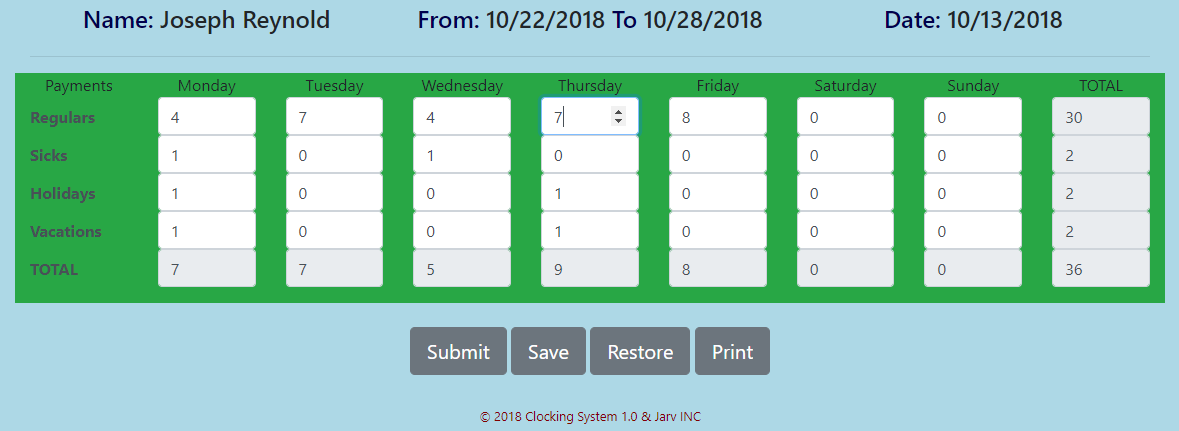 Name: Joseph Reynold From: 10/22/2018 To 10/28/2018 Date: 10/13/2018
Payments Monday Tuesday Wednesday Thursday Friday Saturday Sunday TOTAL
Regulars 4 7 4 7 8 0 0 30
Sicks 1 0 1 0 0 0 0 2
Holidays 1 0 0 1 0 0 0 2
Vacations 1 0 0 1 0 0 0 2
TOTAL 7 7 5 9 8 0 0 36
Submit Save Restore Print
© 2018 Clocking System 1.0 & Jarv INC